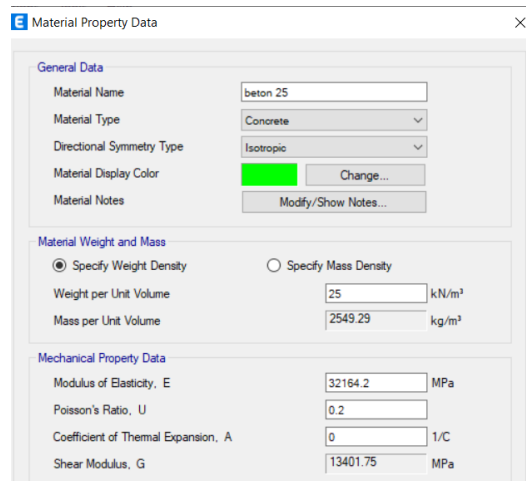 E Material Property Data
General Data
Material Name beton 25
Material Type Concrete
Directional Symmetry Type Isotropic
Material Display Color Change...
Material Notes Modify/Show Notes...
Material Weight and Mass
Specify Weight Density Specify Mass Density
Weight per Unit Volume 25 kN/m³
Mass per Unit Volume 2549.29 kg/m³
Mechanical Property Data
Modulus of Elasticity, E 32164.2 MPa
Poisson's Ratio, U 0.2
Coefficient of Thermal Expansion, A 0 1/C
Shear Modulus, G 13401.75 MPa